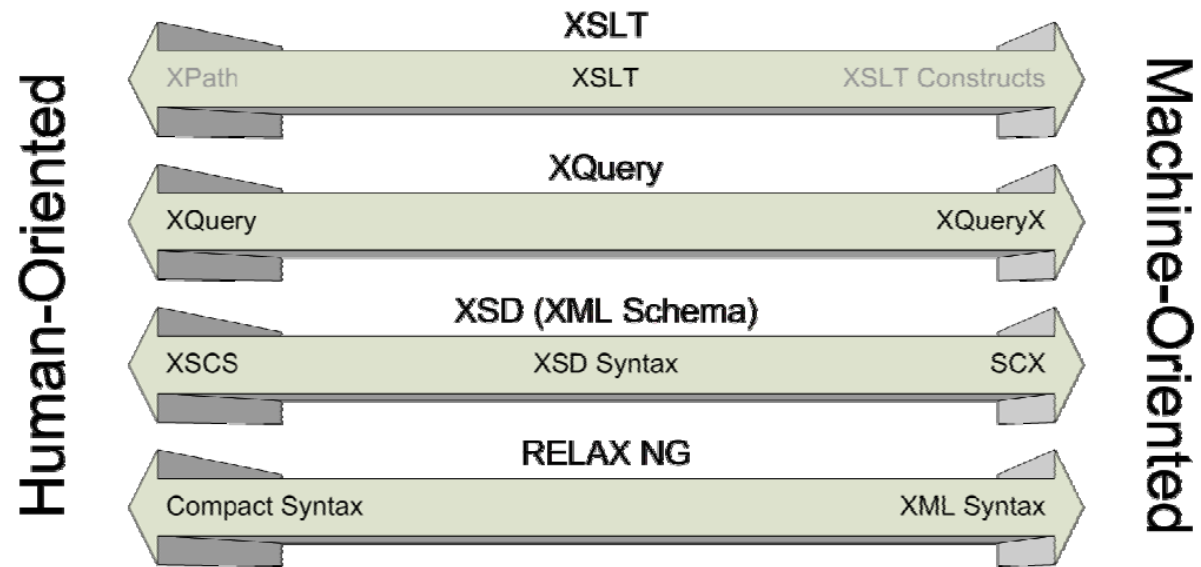 Human-Oriented
XSLT
XPath XSLT XSLT Constructs
XQuery
XQuery XQueryX
XSD (XML Schema)
XSCS XSD Syntax SCX
RELAX NG
Compact Syntax XML Syntax
Machine-Oriented